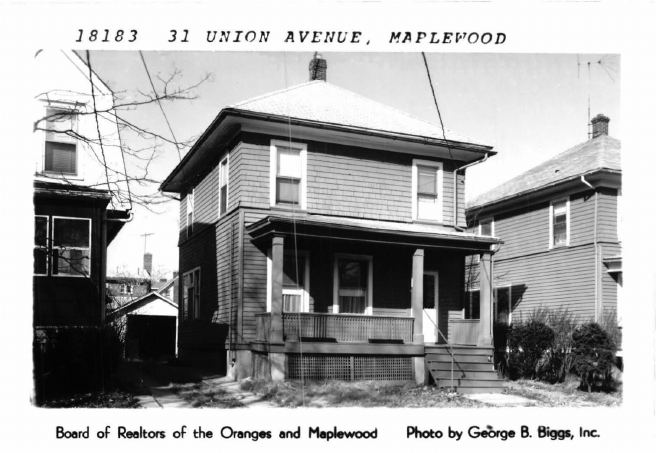 18183 31 UNION AVENUE, MAPLEWOOD
Board of Realtors of the Oranges and Maplewood Photo by George B. Biggs, Inc.